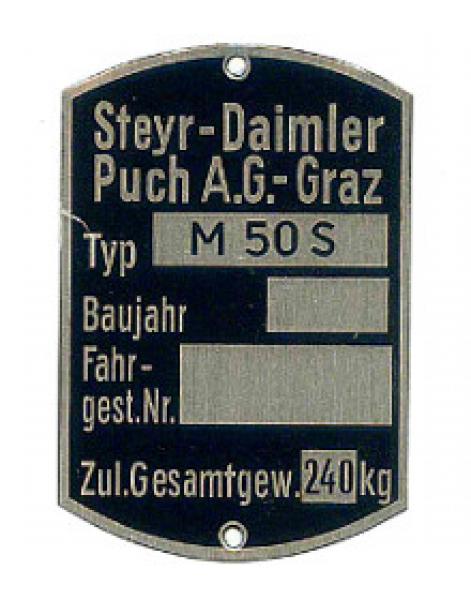 Steyr-Daimler
Puch A.G.-Graz
Typ M 50 S
Baujahr
Fahr-
gest.Nr.
Zul.Gesamtgew. 240 kg